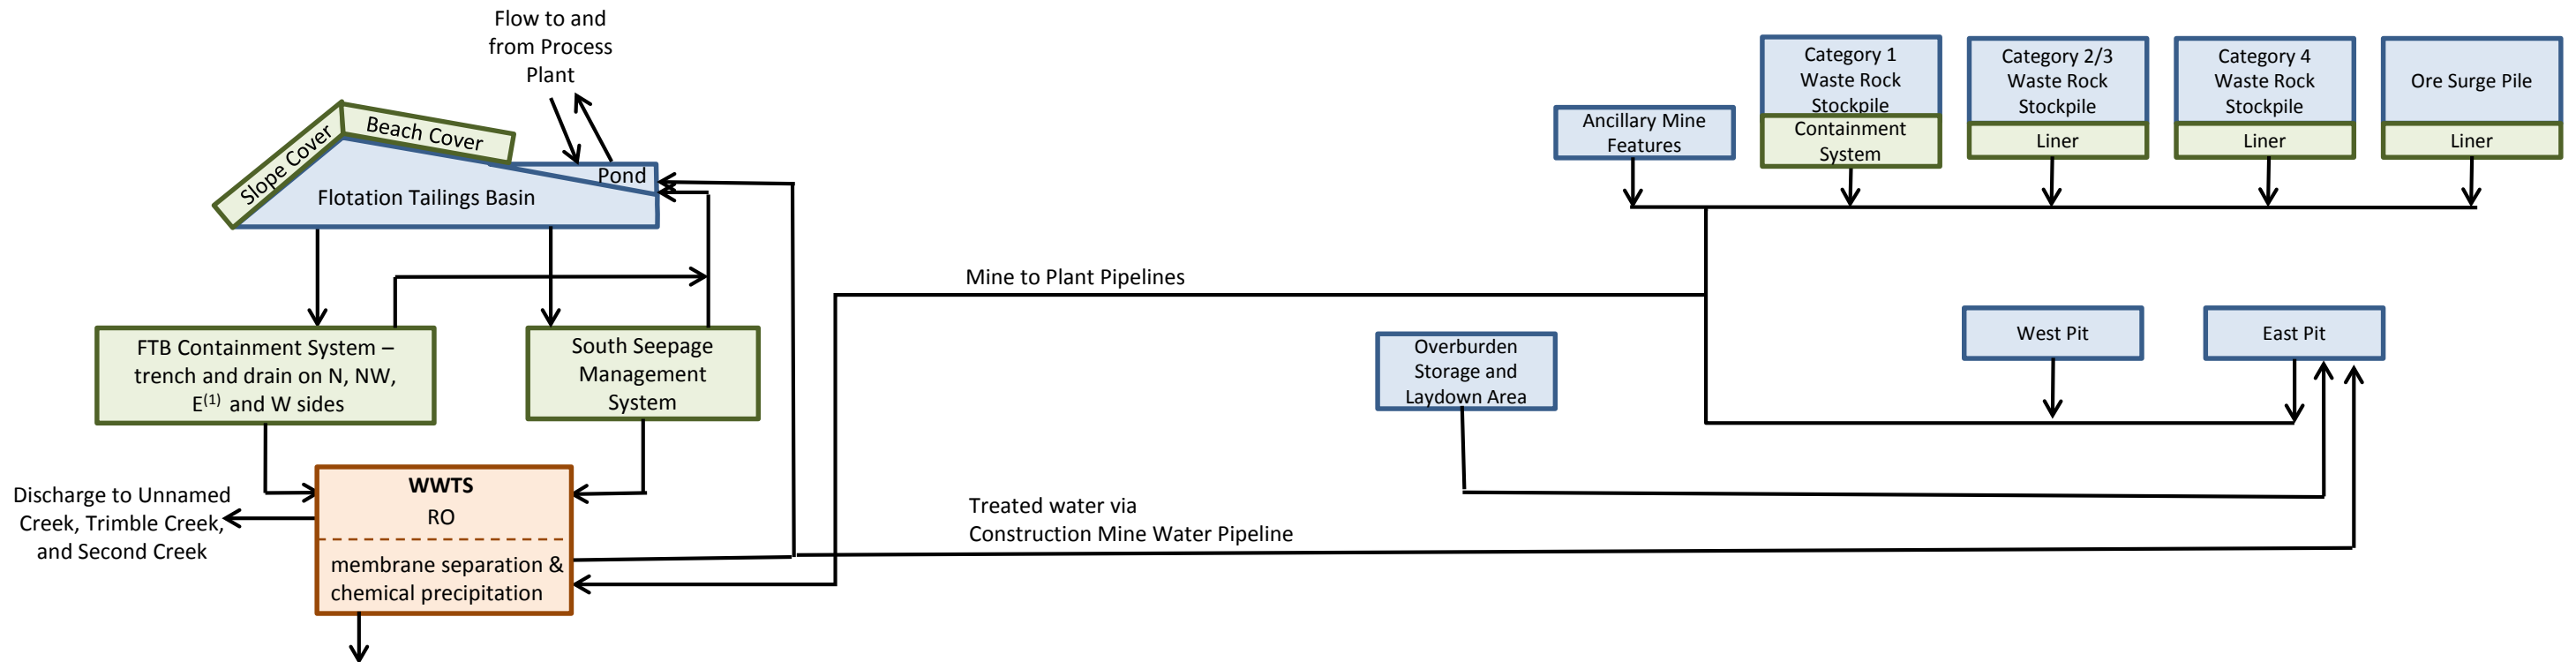 Flow to and
from Process
Plant
Slope Cover
Beach Cover
Pond
Flotation Tailings Basin
FTB Containment System –
trench and drain on N, NW,
E(1) and W sides
South Seepage
Management
System
WWTS
RO
membrane separation &
chemical precipitation
Discharge to Unnamed
Creek, Trimble Creek,
and Second Creek
Mine to Plant Pipelines
Treated water via
Construction Mine Water Pipeline
Ancillary Mine
Features
Category 1
Waste Rock
Stockpile
Containment
System
Category 2/3
Waste Rock
Stockpile
Liner
Category 4
Waste Rock
Stockpile
Liner
Ore Surge Pile
Liner
Overburden
Storage and
Laydown Area
West Pit
East Pit